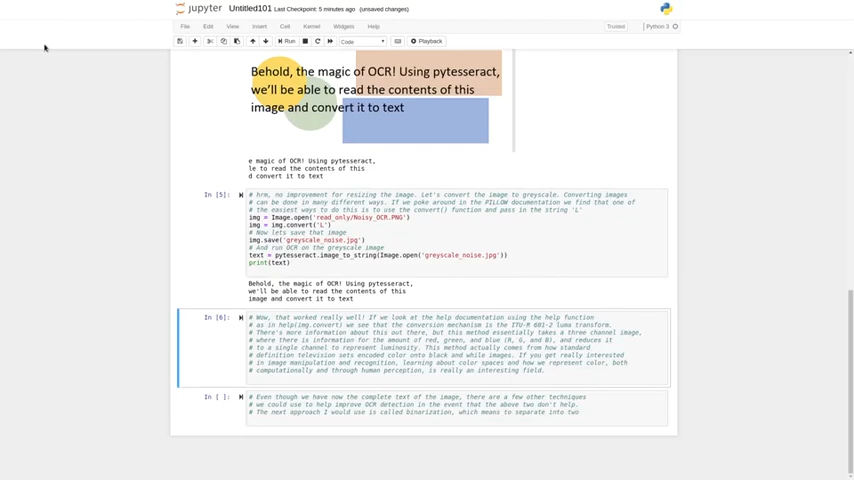 jupyter Untitled101 Last Checkpoint: 5 minutes ago (unsaved changes)
File Edit View Insert Cell Kernel Widgets Help Trusted Python 3
Run Code Playback
Behold, the magic of OCR! Using pytesseract,
we'll be able to read the contents of this
image and convert it to text
e magic of OCR! Using pytesseract,
le to read the contents of this
d convert it to text
In [5]:
# hrm, no improvement for resizing the image. Let's convert the image to greyscale. Converting images
# can be done in many different ways. If we poke around in the PILLOW documentation we find that one of
# the easiest ways to do this is to use the convert() function and pass in the string 'L'
img = Image.open('read_only/Noisy_OCR.PNG')
img = img.convert('L')
# Now lets save that image
img.save('greyscale_noise.jpg')
# And run OCR on the greyscale image
text = pytesseract.image_to_string(Image.open('greyscale_noise.jpg'))
print(text)
Behold, the magic of OCR! Using pytesseract,
we'll be able to read the contents of this
image and convert it to text
In [6]:
# Wow, that worked really well! If we look at the help documentation using the help function
# as in help(img.convert) we see that the conversion mechanism is the ITU-R 601-2 luma transform.
# There's more information about this out there, but this method essentially takes a three channel image,
# where there is information for the amount of red, green, and blue (R, G, and B), and reduces it
# to a single channel to represent luminosity. This method actually comes from how standard
# definition television sets encoded color onto black and while images. If you get really interested
# in image manipulation and recognition, learning about color spaces and how we represent color, both
# computationally and through human perception, is really an interesting field.
In [ ]:
# Even though we have now the complete text of the image, there are a few other techniques
# we could use to help improve OCR detection in the event that the above two don't help.
# The next approach I would use is called binarization, which means to separate into two